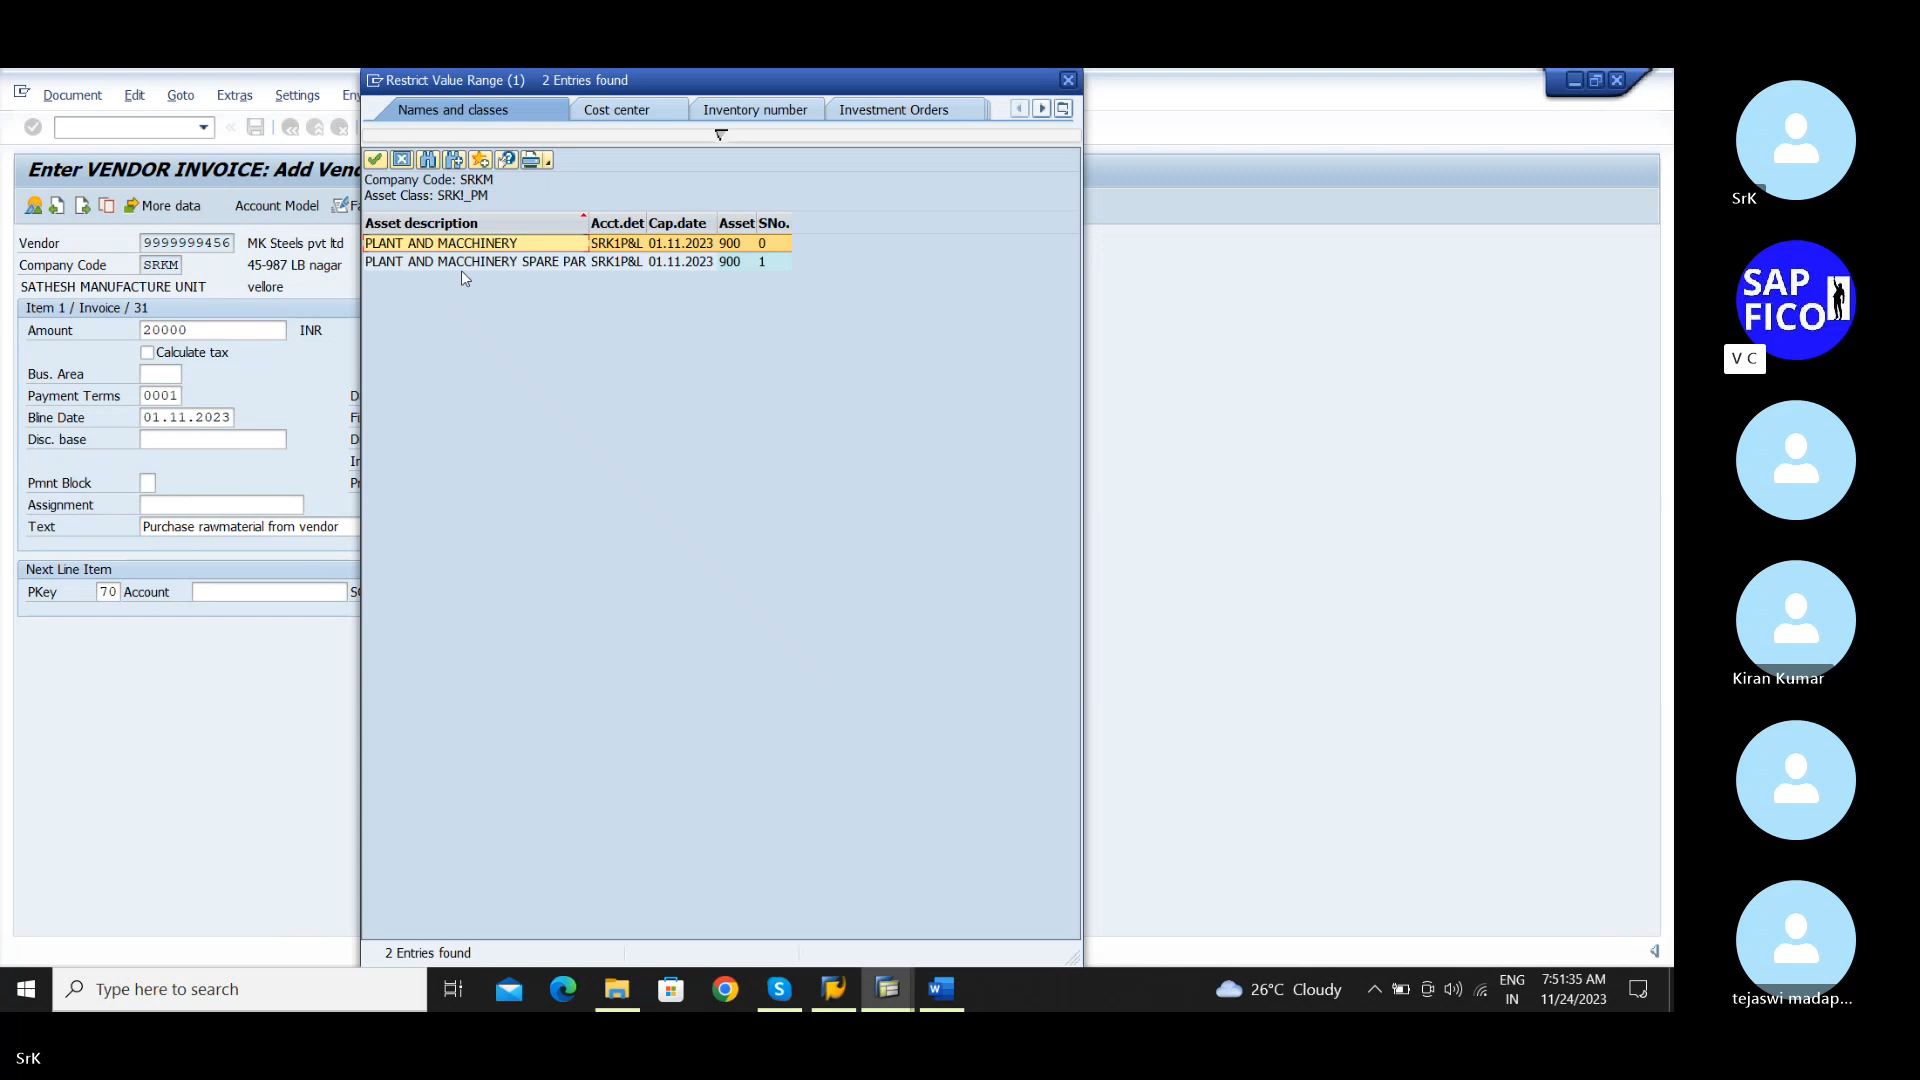 Restrict Value Range (1) 2 Entries found
Document Edit Goto Extras Settings
Names and classes Cost center Inventory number Investment Orders
Enter VENDOR INVOICE: Add
More data Account Model
Company Code: SRKM
Asset Class: SRK!_PM
Asset description Acct.det Cap.date Asset SNo.
PLANT AND MACCHINERY SRK1P&L 01.11.2023 900 0
PLANT AND MACCHINERY SPARE PAR SRK1P&L 01.11.2023 900 1
Vendor 9999999456 MK Steels pvt ltd
Company Code SRKM 45-987 LB nagar
SATHESH MANUFACTURE UNIT vellore
Item 1 / Invoice / 31
Amount 20000 INR
Calculate tax
Bus. Area
Payment Terms 0001
Bline Date 01.11.2023
Disc. base
Pmnt Block
Assignment
Text Purchase rawmaterial from vendor
Next Line Item
PKey 70 Account
2 Entries found
Type here to search
26°C Cloudy
ENG
IN
7:51:35 AM
11/24/2023
SrK
SAP
FICO
V C
Kiran Kumar
tejaswi madap...
SrK